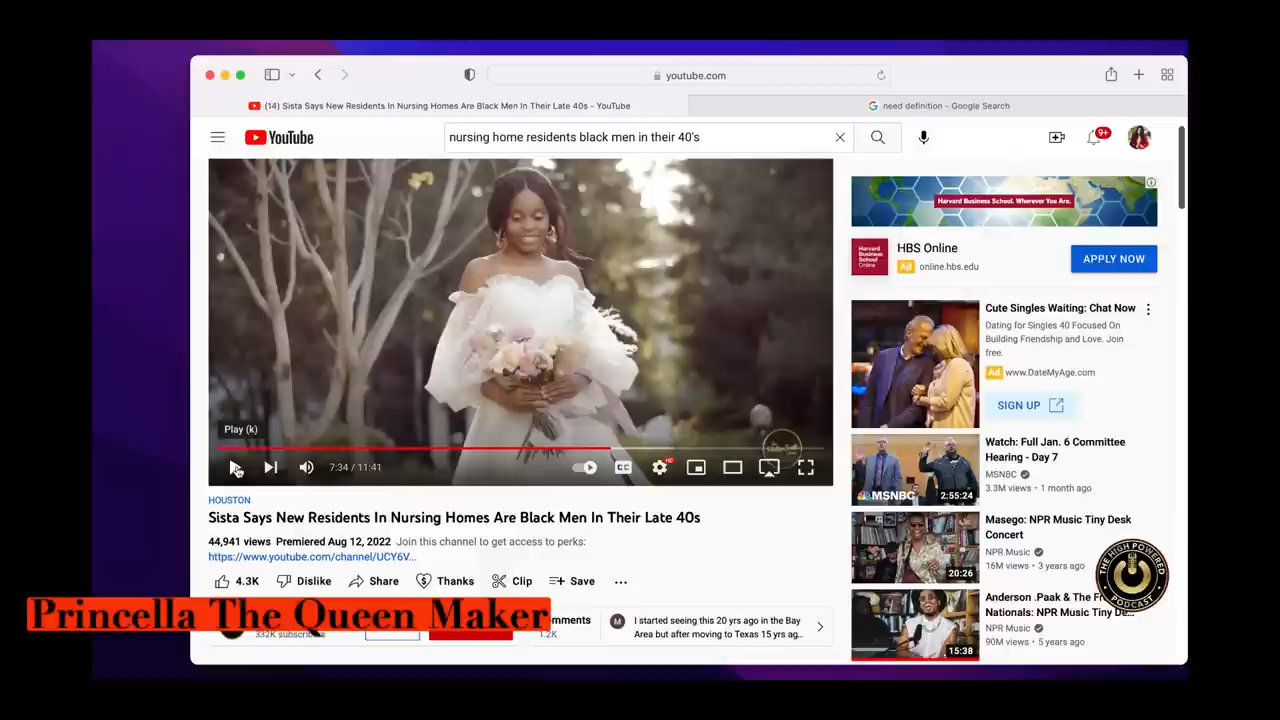 youtube.com
(14) Sista Says New Residents In Nursing Homes Are Black Men In Their Late 40s - YouTube
need definition - Google Search
YouTube
nursing home residents black men in their 40's
9+
Play (k)
7:34 / 11:41
CC
HD
HOUSTON
Sista Says New Residents In Nursing Homes Are Black Men In Their Late 40s
44,941 views Premiered Aug 12, 2022 Join this channel to get access to perks:
https://www.youtube.com/channel/UCY6V...
4.3K
Dislike
Share
Thanks
Clip
Save
Princella The Queen Maker
332K subscribers
mments
1.2K
M
I started seeing this 20 yrs ago in the Bay
Area but after moving to Texas 15 yrs ag...
Harvard Business School. Wherever You Are.
Harvard
Business
School
Online
HBS Online
Ad online.hbs.edu
APPLY NOW
Cute Singles Waiting: Chat Now
Dating for Singles 40 Focused On
Building Friendship and Love. Join
free.
Ad www.DateMyAge.com
SIGN UP
MSNBC
2:55:24
Watch: Full Jan. 6 Committee
Hearing - Day 7
MSNBC
3.3M views • 1 month ago
20:26
Masego: NPR Music Tiny Desk
Concert
NPR Music
16M views • 3 years ago
15:38
Anderson .Paak & The Fr
Nationals: NPR Music Tiny De...
NPR Music
90M views • 5 years ago
THE HIGH POWERED
PODCAST